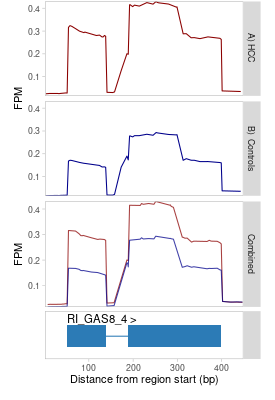 0.4
0.3
0.2
0.1
A) HCC
FPM
0.4
0.3
0.2
0.1
B) Controls
0.4
0.3
0.2
0.1
FPM
Combined
RI_GAS8_4 >
100
200
300
400
Distance from region start (bp)